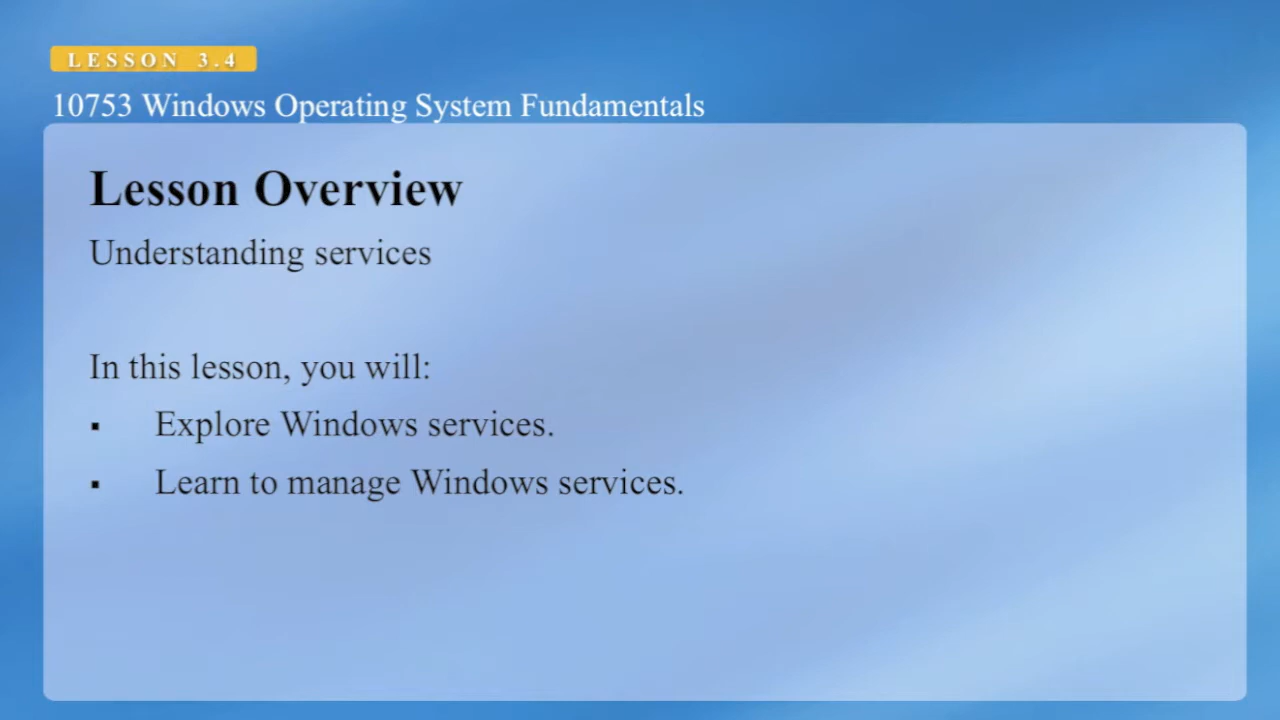 LESSON 3.4
10753 Windows Operating System Fundamentals
Lesson Overview
Understanding services
In this lesson, you will:
▪ Explore Windows services.
▪ Learn to manage Windows services.